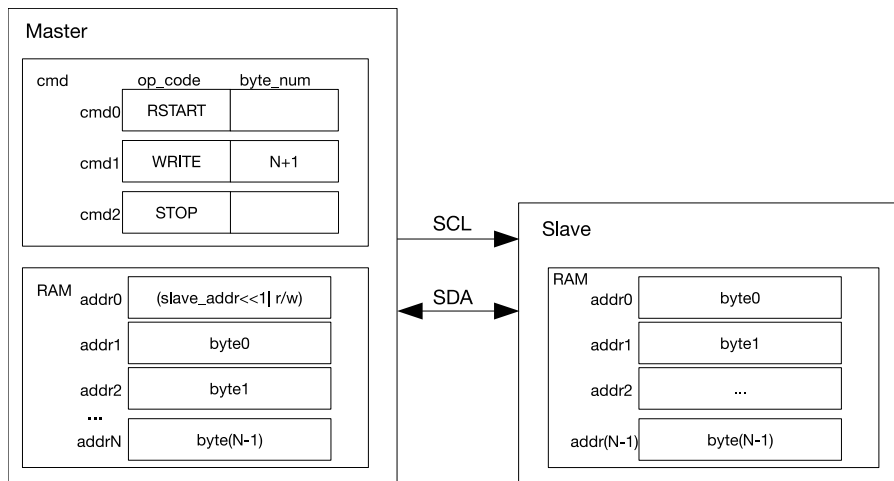 Master
cmd op_code byte_num
cmd0 RSTART
cmd1 WRITE N+1
cmd2 STOP
RAM
addr0 (slave_addr<<1| r/w)
addr1 byte0
addr2 byte1
...
addrN byte(N-1)
SCL
SDA
Slave
RAM
addr0 byte0
addr1 byte1
addr2 ...
addr(N-1) byte(N-1)